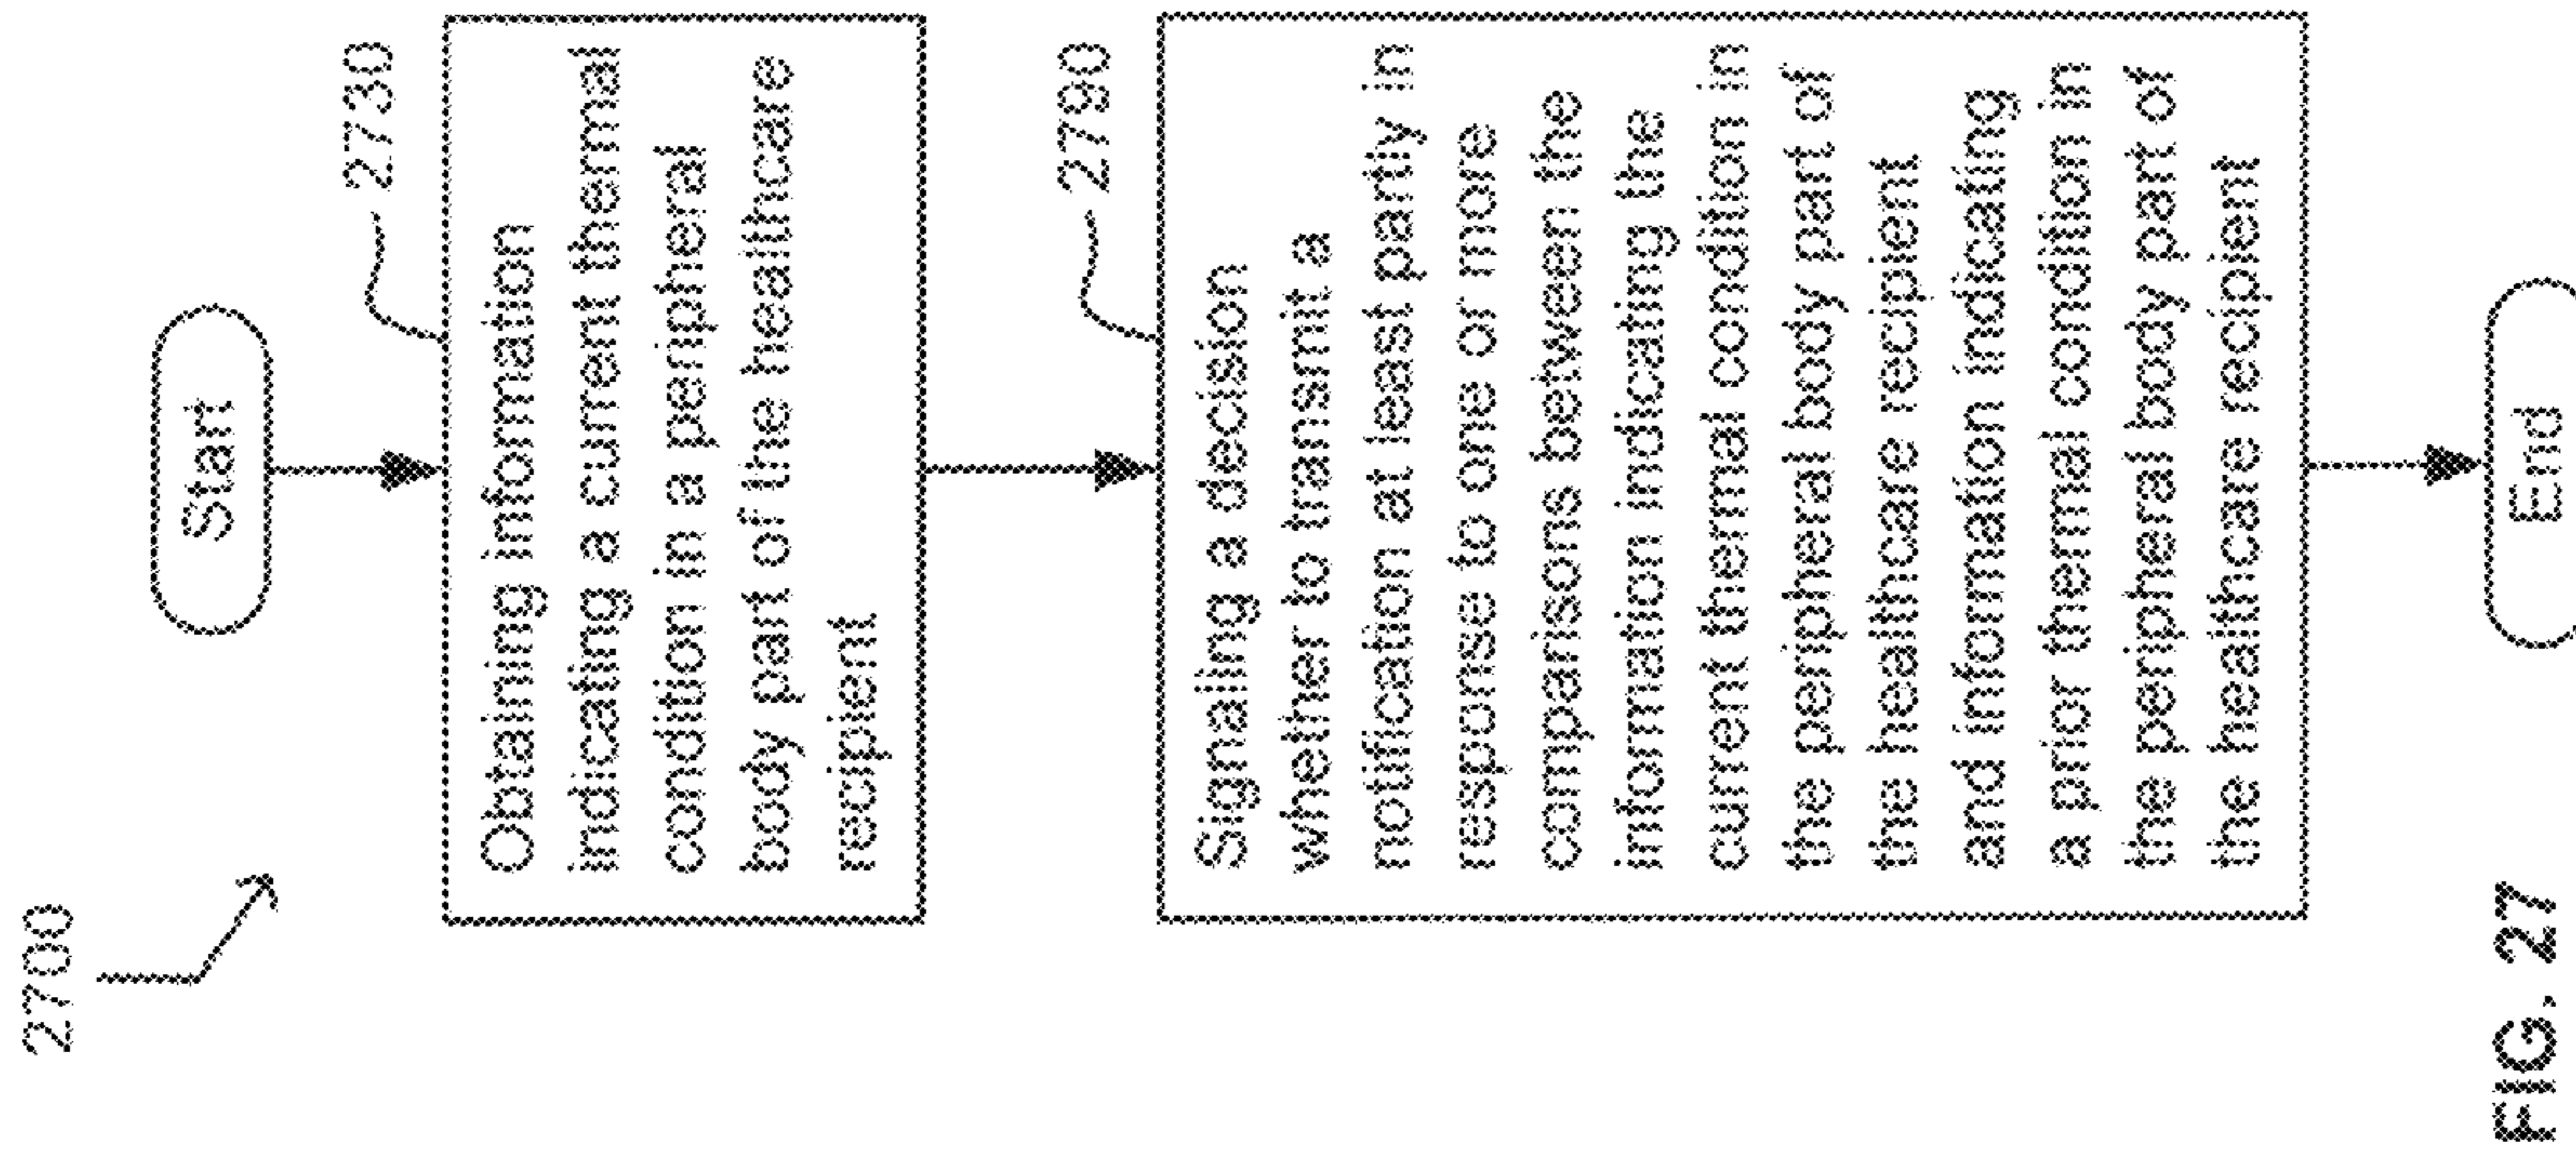 2700
Start
2730
Obtaining information
indicating a current thermal
condition in a peripheral
body part of the healthcare
recipient
2790
Signaling a decision
whether to transmit a
notification at least partly in
response to one or more
comparisons between the
information indicating the
current thermal condition in
the peripheral body part of
the healthcare recipient
and information indicating
a prior thermal condition in
the peripheral body part of
the healthcare recipient
End
FIG. 27